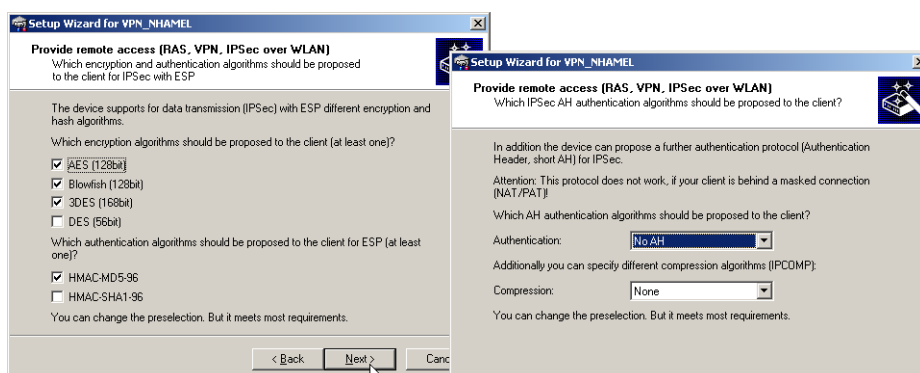 Setup Wizard for VPN_NHAMEL
Provide remote access (RAS, VPN, IPSec over WLAN)
Which encryption and authentication algorithms should be proposed
to the client for IPSec with ESP
The device supports for data transmission (IPSec) with ESP different encryption and
hash algorithms.
Which encryption algorithms should be proposed to the client (at least one)?
AES (128bit)
Blowfish (128bit)
3DES (168bit)
DES (56bit)
Which authentication algorithms should be proposed to the client for ESP (at least
one)?
HMAC-MD5-96
HMAC-SHA1-96
You can change the preselection. But it meets most requirements.
< Back
Next >
Canc
Setup Wizard for VPN_NHAMEL
Provide remote access (RAS, VPN, IPSec over WLAN)
Which IPSec AH authentication algorithms should be proposed to the client?
In addition the device can propose a further authentication protocol (Authentication
Header, short AH) for IPSec.
Attention: This protocol does not work, if your client is behind a masked connection
(NAT/PAT)!
Which AH authentication algorithms should be proposed to the client?
Authentication:
No AH
Additionally you can specify different compression algorithms (IPCOMP):
Compression:
None
You can change the preselection. But it meets most requirements.